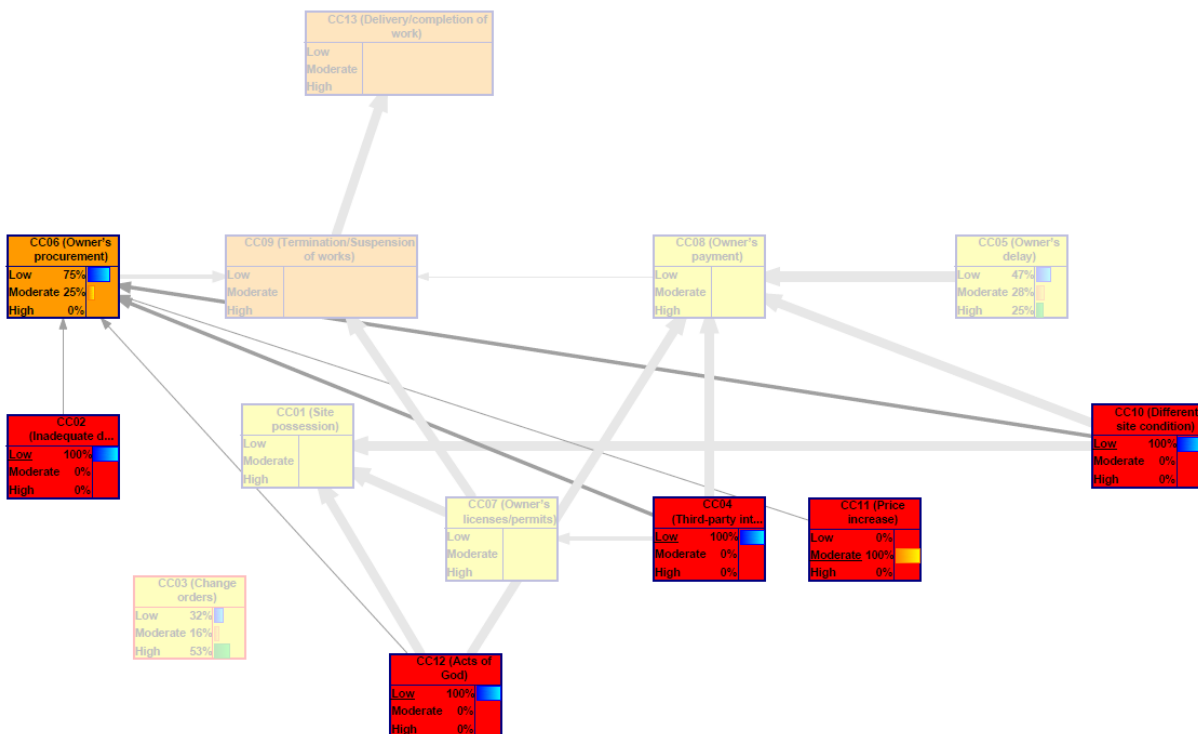 CC13 (Delivery/completion of
work)
Low
Moderate
High
CC06 (Owner's
procurement)
Low 75%
Moderate 25%
High 0%
CC09 (Termination/Suspension
of works)
Low
Moderate
High
CC08 (Owner's
payment)
Low
Moderate
High
CC05 (Owner's
delay)
Low 47%
Moderate 28%
High 25%
CC02
(Inadequate d...
Low 100%
Moderate 0%
High 0%
CC01 (Site
possession)
Low
Moderate
High
CC10 (Different
site condition)
Low 100%
Moderate 0%
High 0%
CC07 (Owner's
licenses/permits)
Low
Moderate
High
CC04
(Third-party int...
Low 100%
Moderate 0%
High 0%
CC11 (Price
increase)
Low 0%
Moderate 100%
High 0%
CC03 (Change
orders)
Low 32%
Moderate 16%
High 53%
CC12 (Acts of
God)
Low 100%
Moderate 0%
High 0%